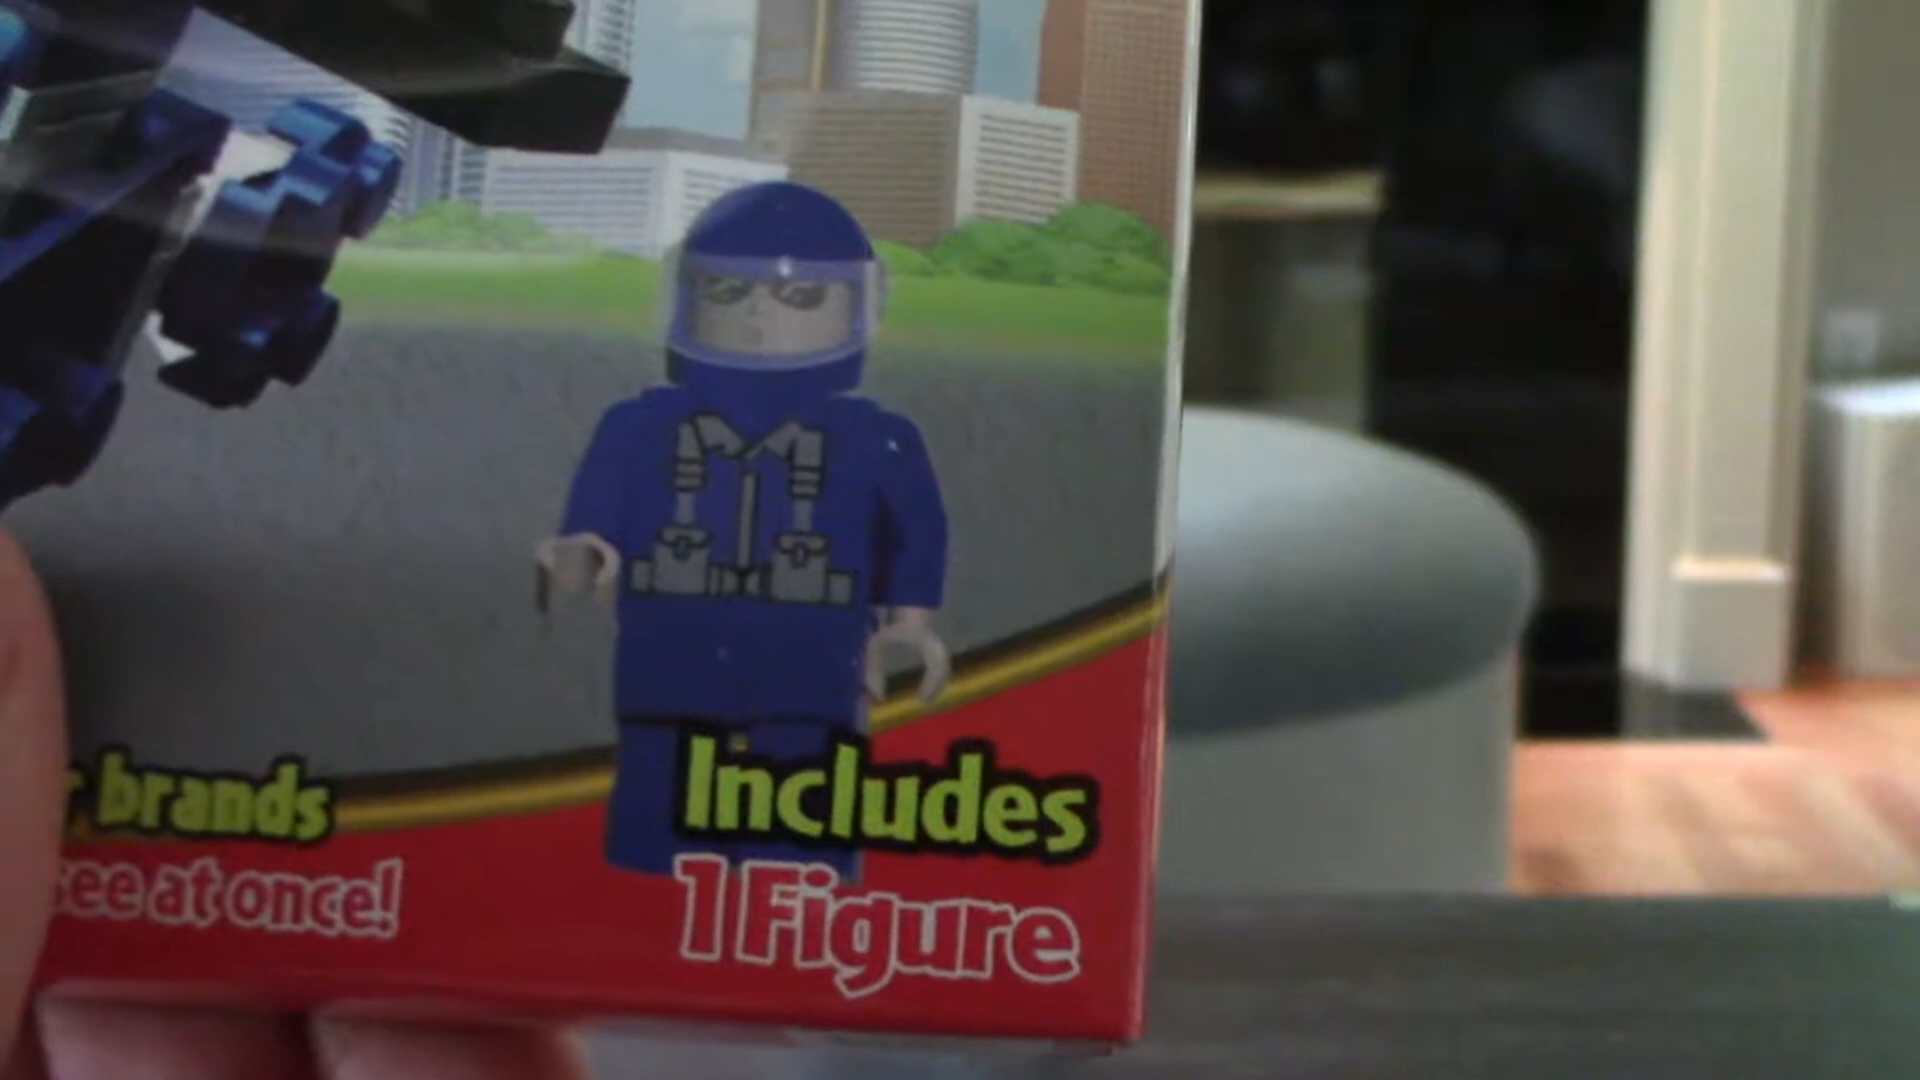 brands
see at once!
Includes
1 Figure